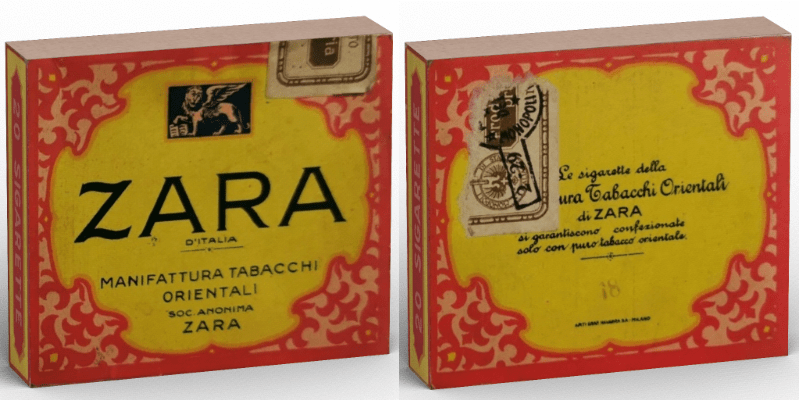 20 SIGARETTE
ZARA
D'ITALIA
MANIFATTURA TABACCHI
ORIENTALI
SOC. ANONIMA
ZARA
20 SIGARETTE
MONOPOLI
Le sigarette della
ura Tabacchi Orientali
di ZARA
si garantiscono confezionate
solo con puro tabacco orientale.